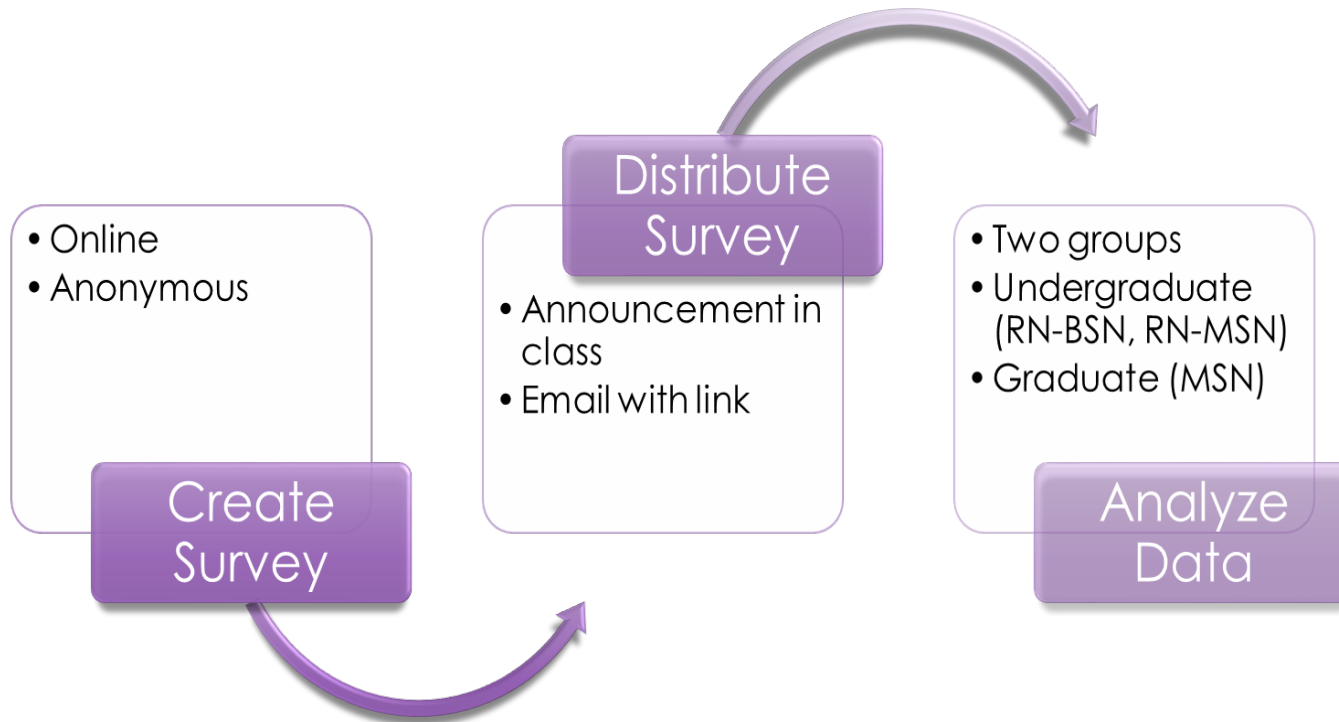 • Online
• Anonymous
Create
Survey
Distribute
Survey
• Announcement in
class
• Email with link
• Two groups
• Undergraduate
(RN-BSN, RN-MSN)
• Graduate (MSN)
Analyze
Data